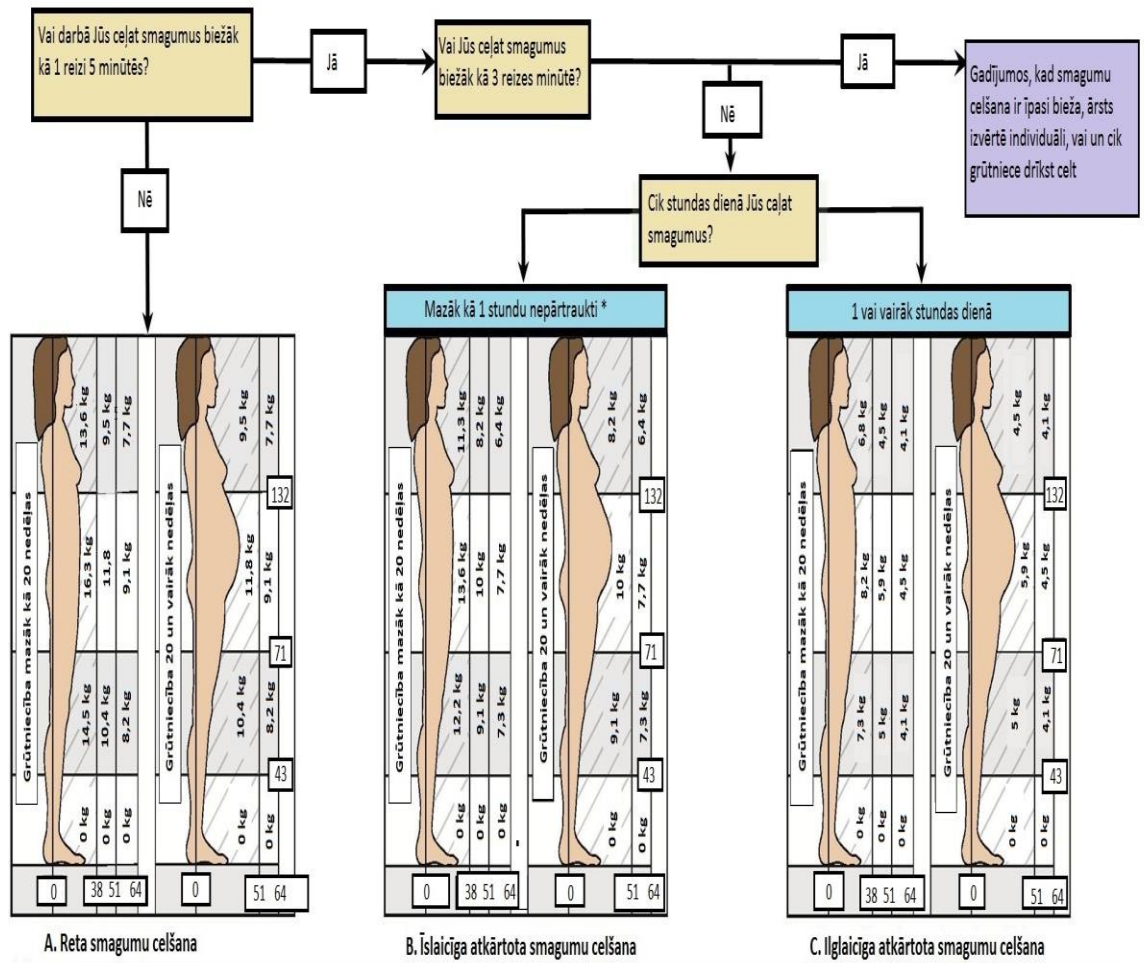 Vai darbā Jūs ceļat smagumus biežāk
kā 1 reizi 5 minūtēs?
Jā
Vai Jūs ceļat smagumus
biežāk kā 3 reizes minūtē?
Jā
Gadījumos, kad smagumu
celšana ir īpasi bieža, ārsts
izvērtē individuāli, vai un cik
grūtniece drīkst celt
Nē
Nē
Cik stundas dienā Jūs caļat
smagumus?
Mazāk kā 1 stundu nepārtraukti *
1 vai vairāk stundas dienā
Grūtniecība mazāk kā 20 nedēļas
13,6 kg
9,5 kg
7,7 kg
16,3 kg
11,8
9,1 kg
14,5 kg
10,4 kg
8,2 kg
0 kg
0 kg
0 kg
0
38 51 64
Grūtniecība 20 un vairāk nedēļas
9,5 kg
7,7 kg
132
11,8 kg
9,1 kg
71
10,4 kg
8,2 kg
43
0 kg
0 kg
0
51 64
A. Reta smagumu celšana
Grūtniecība mazāk kā 20 nedēļas
11,3 kg
8,2 kg
6,4 kg
13,6 kg
10 kg
7,7 kg
12,2 kg
9,1 kg
7,3 kg
0 kg
0 kg
0 kg
0
38 51 64
Grūtniecība 20 un vairāk nedēļas
8,2 kg
6,4 kg
132
10 kg
7,7 kg
71
9,1 kg
7,3 kg
43
0 kg
0 kg
0
51 64
B. Īslaicīga atkārtota smagumu celšana
Grūtniecība mazāk kā 20 nedēļas
6,8 kg
4,5 kg
4,1 kg
8,2 kg
5,9 kg
4,5 kg
7,3 kg
5 kg
4,1 kg
0 kg
0 kg
0 kg
0
38 51 64
Grūtniecība 20 un vairāk nedēļas
4,5 kg
4,1 kg
132
5,9 kg
4,5 kg
71
5 kg
4,1 kg
43
0 kg
0 kg
0
51 64
C. Ilglaicīga atkārtota smagumu celšana